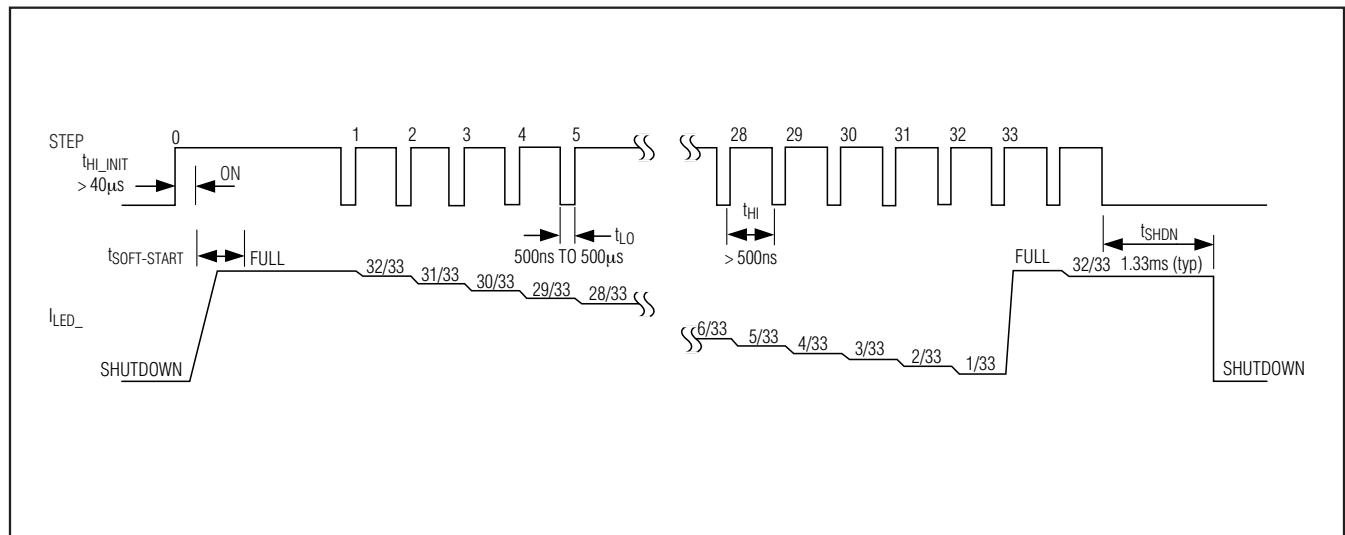 STEP 0 1 2 3 4 5 28 29 30 31 32 33
tHI_INIT
> 40µs
ON
tHI
> 500ns
tLO
500ns TO 500µs
tSHDN
1.33ms (typ)
tSOFT-START
FULL 32/33 31/33 30/33 29/33 28/33
6/33 5/33 4/33 3/33 2/33 1/33
FULL 32/33
ILED_
SHUTDOWN
SHUTDOWN